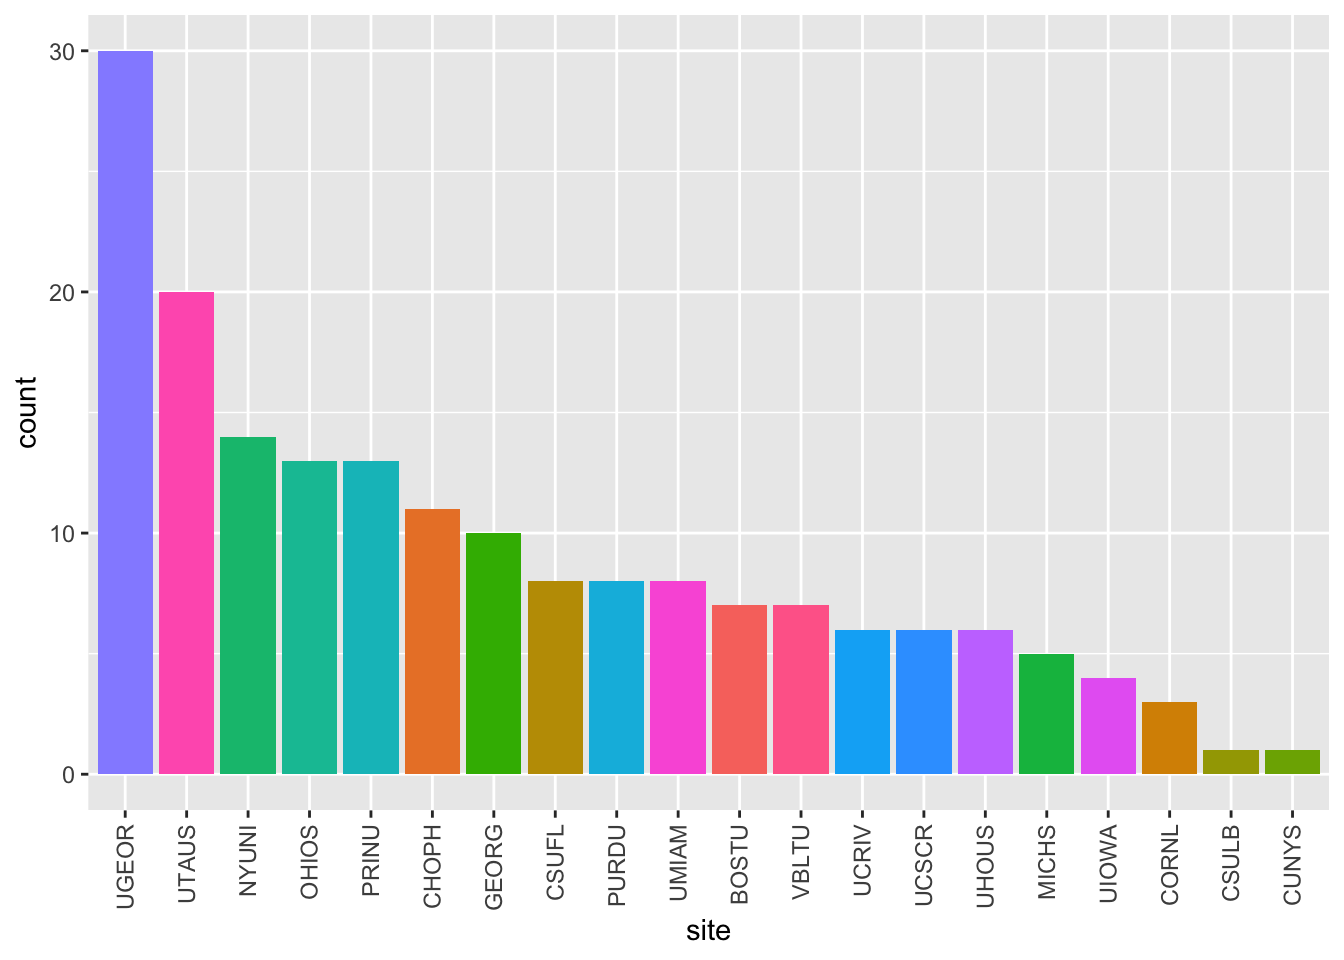 30
20
10
0
count
UGEOR
UTAUS
NYUNI
OHIOS
PRINU
CHOPH
GEORG
CSUFL
PURDU
UMIAM
BOSTU
VBLTU
UCRIV
UCSCR
UHOUS
MICHS
UIOWA
CORNL
CSULB
CUNYS
site